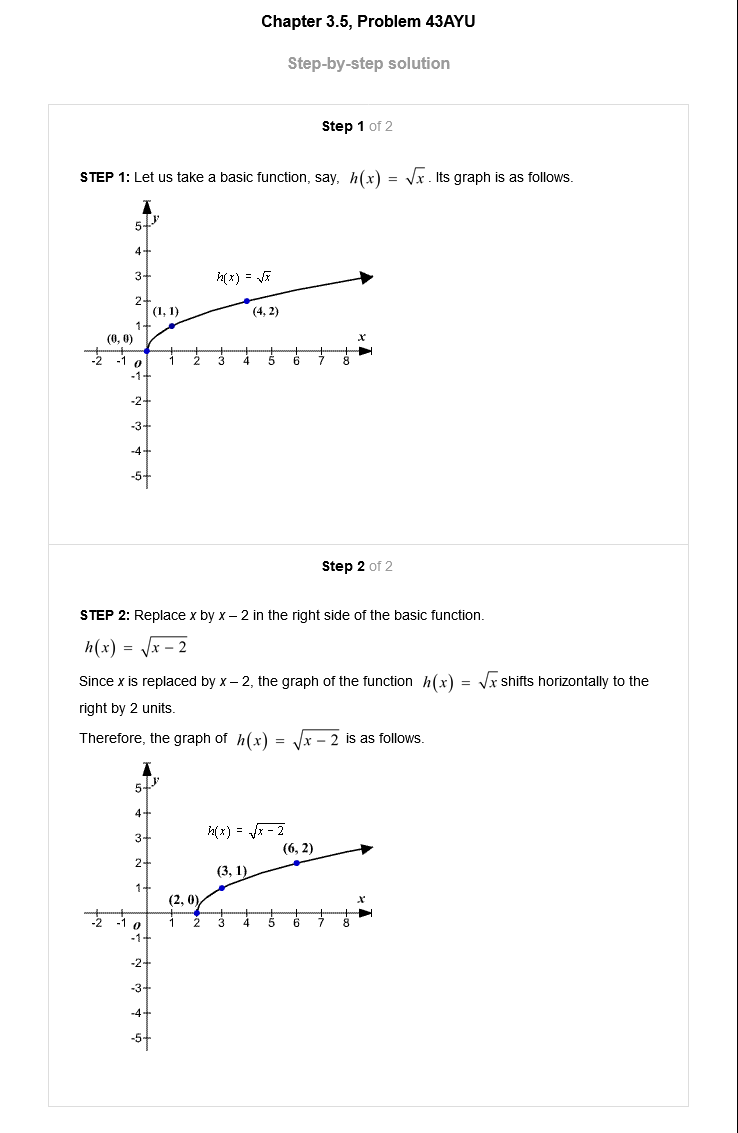 Chapter 3.5, Problem 43AYU
Step-by-step solution
Step 1 of 2
STEP 1: Let us take a basic function, say, h(x) = √x. Its graph is as follows.
y
5
4
3
h(x) = √x
2
(1, 1)
(4, 2)
1
(0, 0)
x
-2 -1 o 1 2 3 4 5 6 7 8
-1
-2
-3
-4
-5
Step 2 of 2
STEP 2: Replace x by x – 2 in the right side of the basic function.
h(x) = √(x − 2)
Since x is replaced by x – 2, the graph of the function h(x) = √x shifts horizontally to the
right by 2 units.
Therefore, the graph of h(x) = √(x − 2) is as follows.
y
5
4
h(x) = √(x − 2)
3
(6, 2)
2
(3, 1)
1
(2, 0)
x
-2 -1 o 1 2 3 4 5 6 7 8
-1
-2
-3
-4
-5